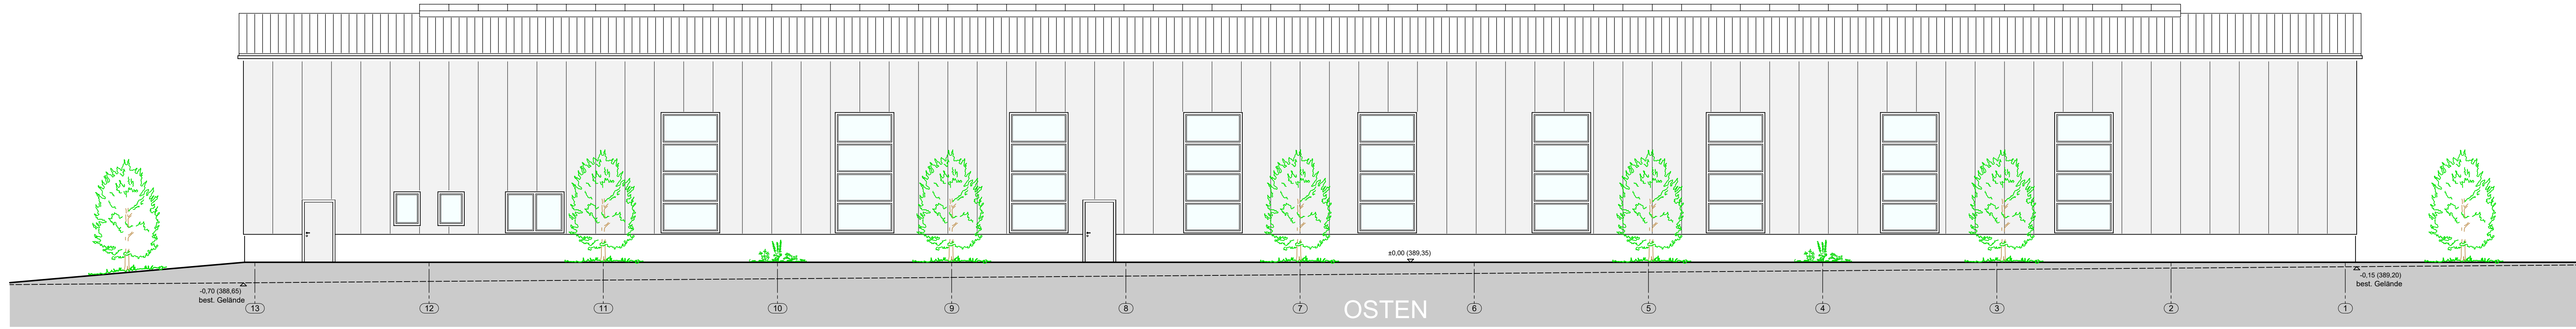 ±0,00 (389,35)
-0,15 (389,20)
best. Gelände
-0,70 (388,65)
best. Gelände
13 12 11 10 9 8 7 OSTEN 6 5 4 3 2 1